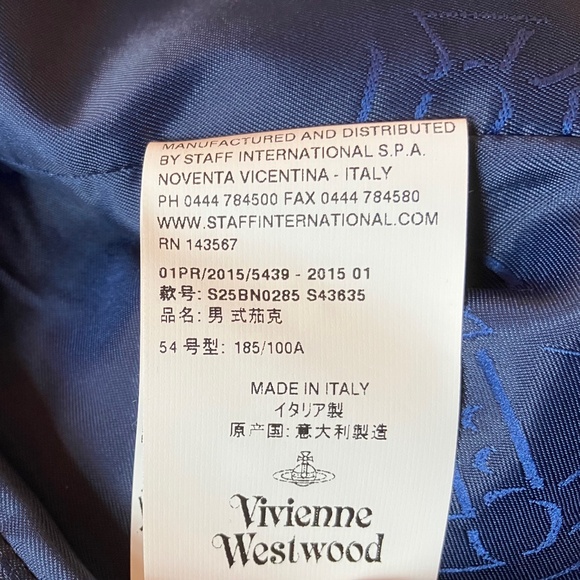 MANUFACTURED AND DISTRIBUTED
BY STAFF INTERNATIONAL S.P.A.
NOVENTA VICENTINA - ITALY
PH 0444 784500 FAX 0444 784580
WWW.STAFFINTERNATIONAL.COM
RN 143567
01PR/2015/5439 - 2015 01
款号: S25BN0285 S43635
品名: 男 式茄克
54 号型: 185/100A
MADE IN ITALY
イタリア製
原产国: 意大利製造
Vivienne
Westwood